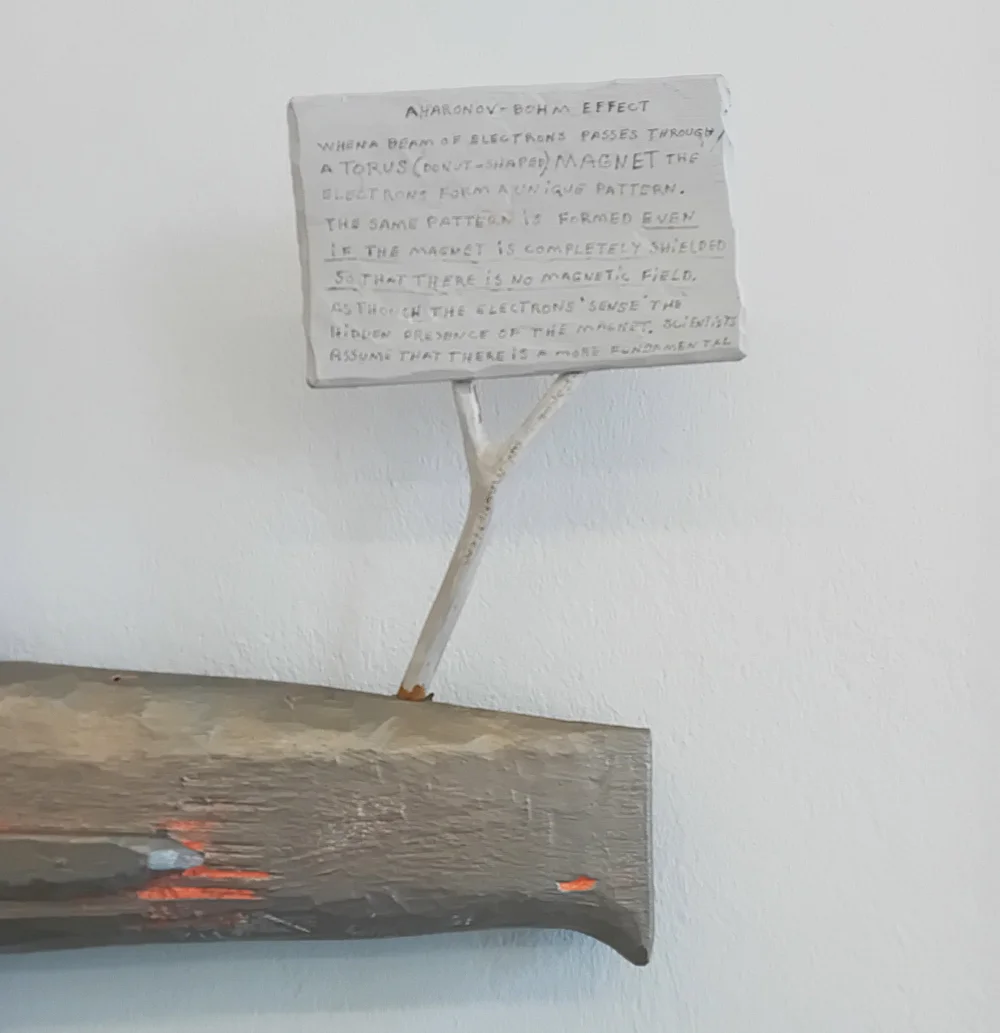 AHARONOV-BOHM EFFECT
WHEN A BEAM OF ELECTRONS PASSES THROUGH
A TORUS (DONUT-SHAPED) MAGNET THE
ELECTRONS FORM A UNIQUE PATTERN.
THE SAME PATTERN IS FORMED EVEN
IF THE MAGNET IS COMPLETELY SHIELDED
SO THAT THERE IS NO MAGNETIC FIELD.
AS THOUGH THE ELECTRONS "SENSE" THE
HIDDEN PRESENCE OF THE MAGNET. SCIENTISTS
ASSUME THAT THERE IS A MORE FUNDAMENTAL